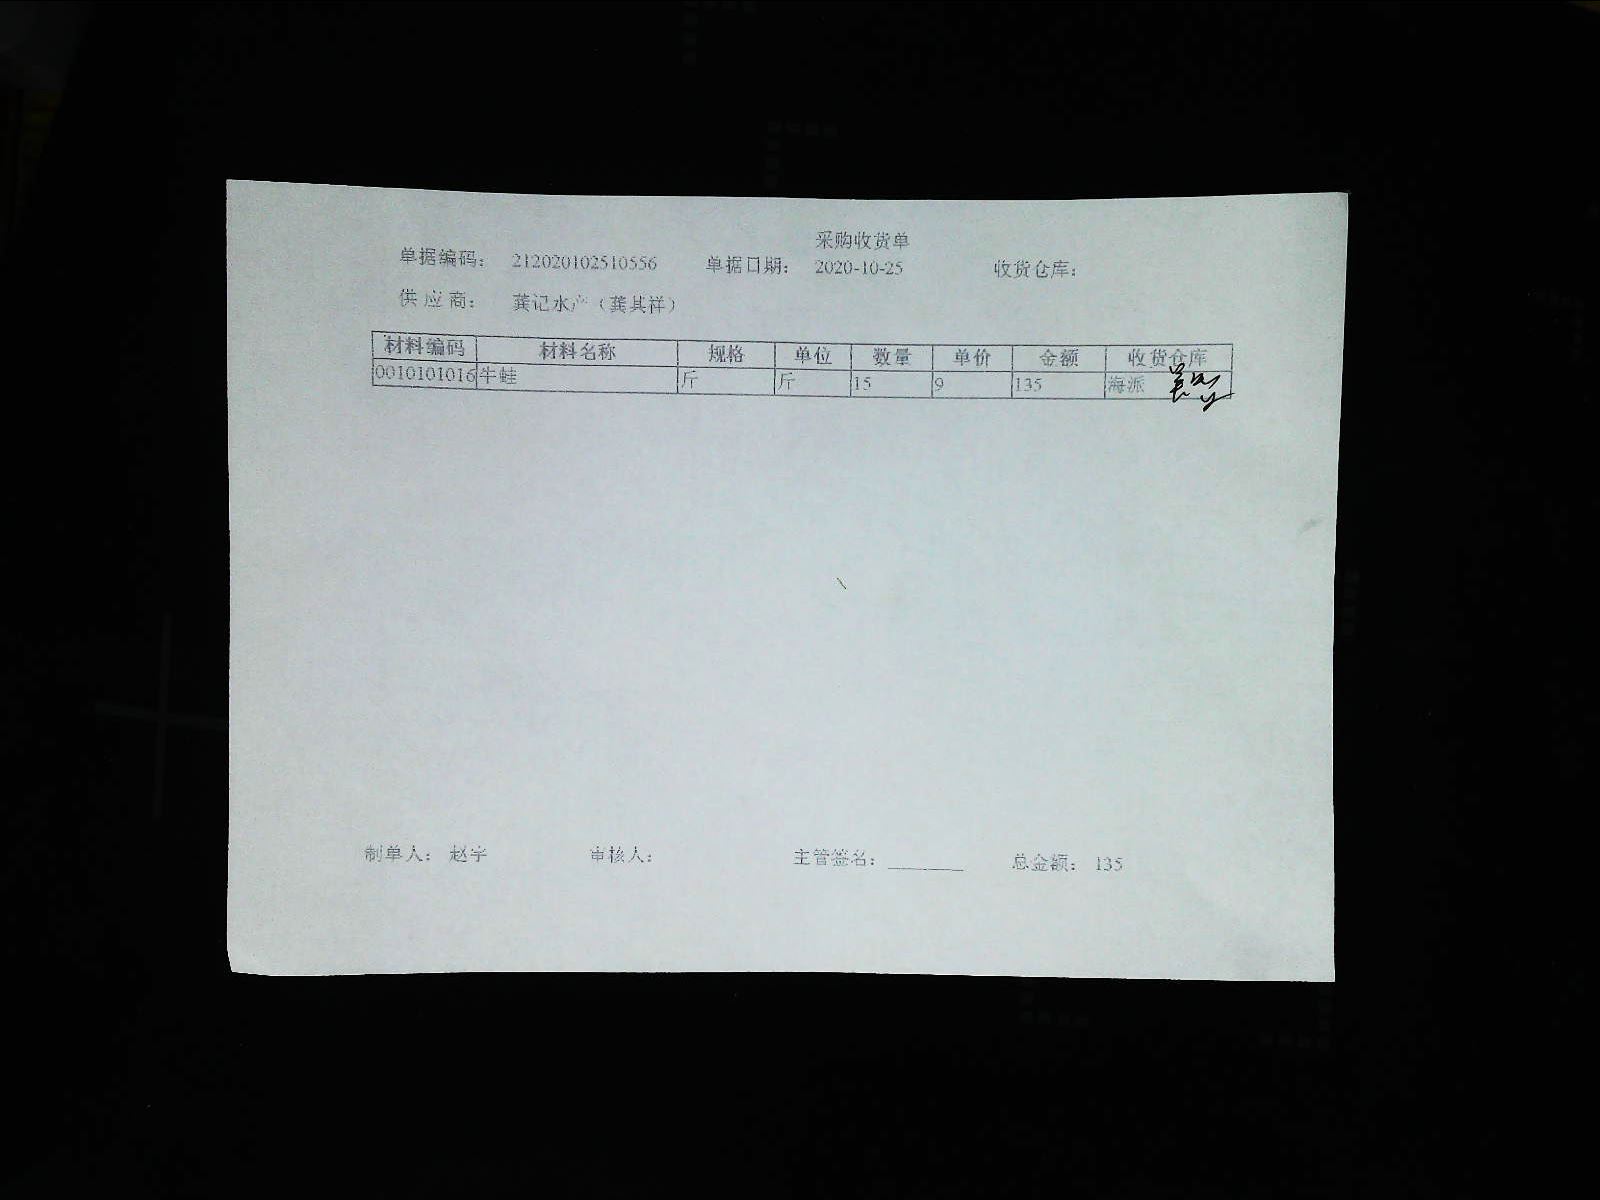 采购收货单
单据编码： 212020102510556 单据日期： 2020-10-25 收货仓库：
供应商： 龚记水产（龚其祥）
材料编码 材料名称 规格 单位 数量 单价 金额 收货仓库
0010101016 牛蛙 斤 斤 15 9 135 海派
制单人： 赵宇 审核人： 主管签名：________ 总金额： 135